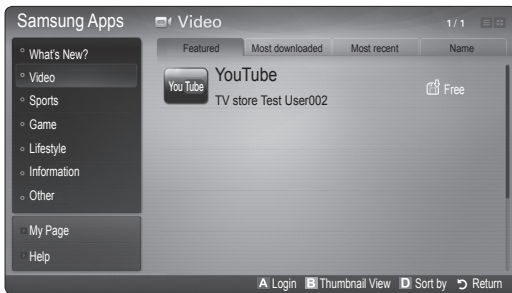 Samsung Apps
Video
1/1
What's New?
Video
Sports
Game
Lifestyle
Information
Other
My Page
Help
Featured
Most downloaded
Most recent
Name
You Tube
YouTube
TV store Test User002
Free
A Login B Thumbnail View D Sort by Return